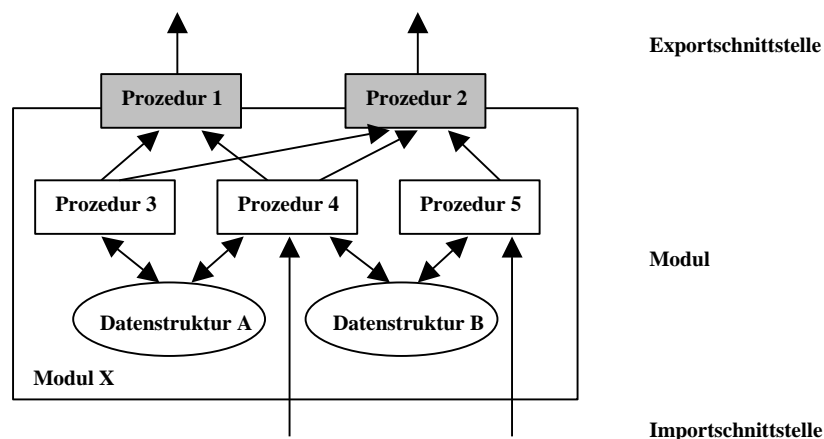 Exportschnittstelle
Prozedur 1
Prozedur 2
Prozedur 3
Prozedur 4
Prozedur 5
Modul
Datenstruktur A
Datenstruktur B
Modul X
Importschnittstelle